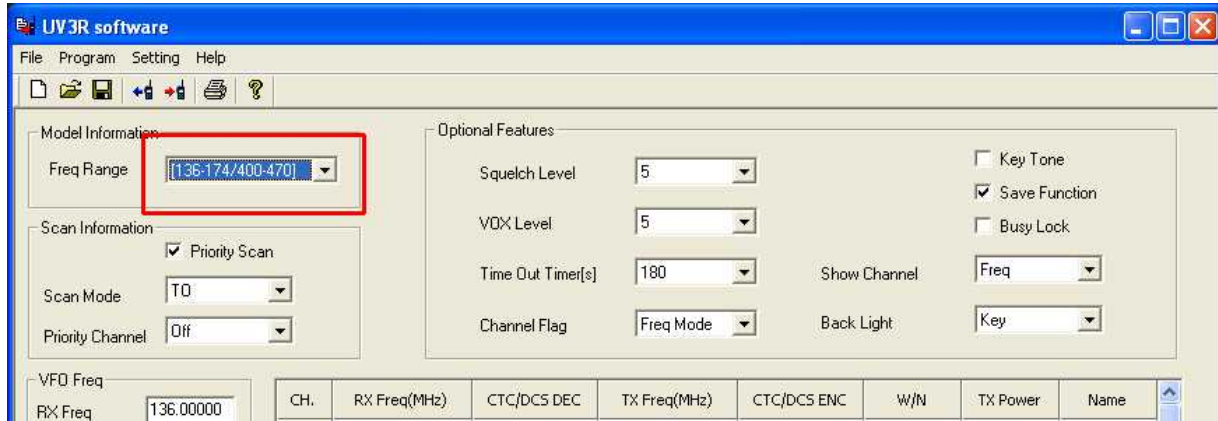 UV3R software
File Program Setting Help
Model Information
Freq Range [136-174/400-470]
Scan Information
Priority Scan
Scan Mode TO
Priority Channel Off
Optional Features
Squelch Level 5
VOX Level 5
Time Out Timer[s] 180
Channel Flag Freq Mode
Key Tone
Save Function
Busy Lock
Show Channel Freq
Back Light Key
VFO Freq
RX Freq 136.00000
CH. RX Freq(MHz) CTC/DCS DEC TX Freq(MHz) CTC/DCS ENC W/N TX Power Name